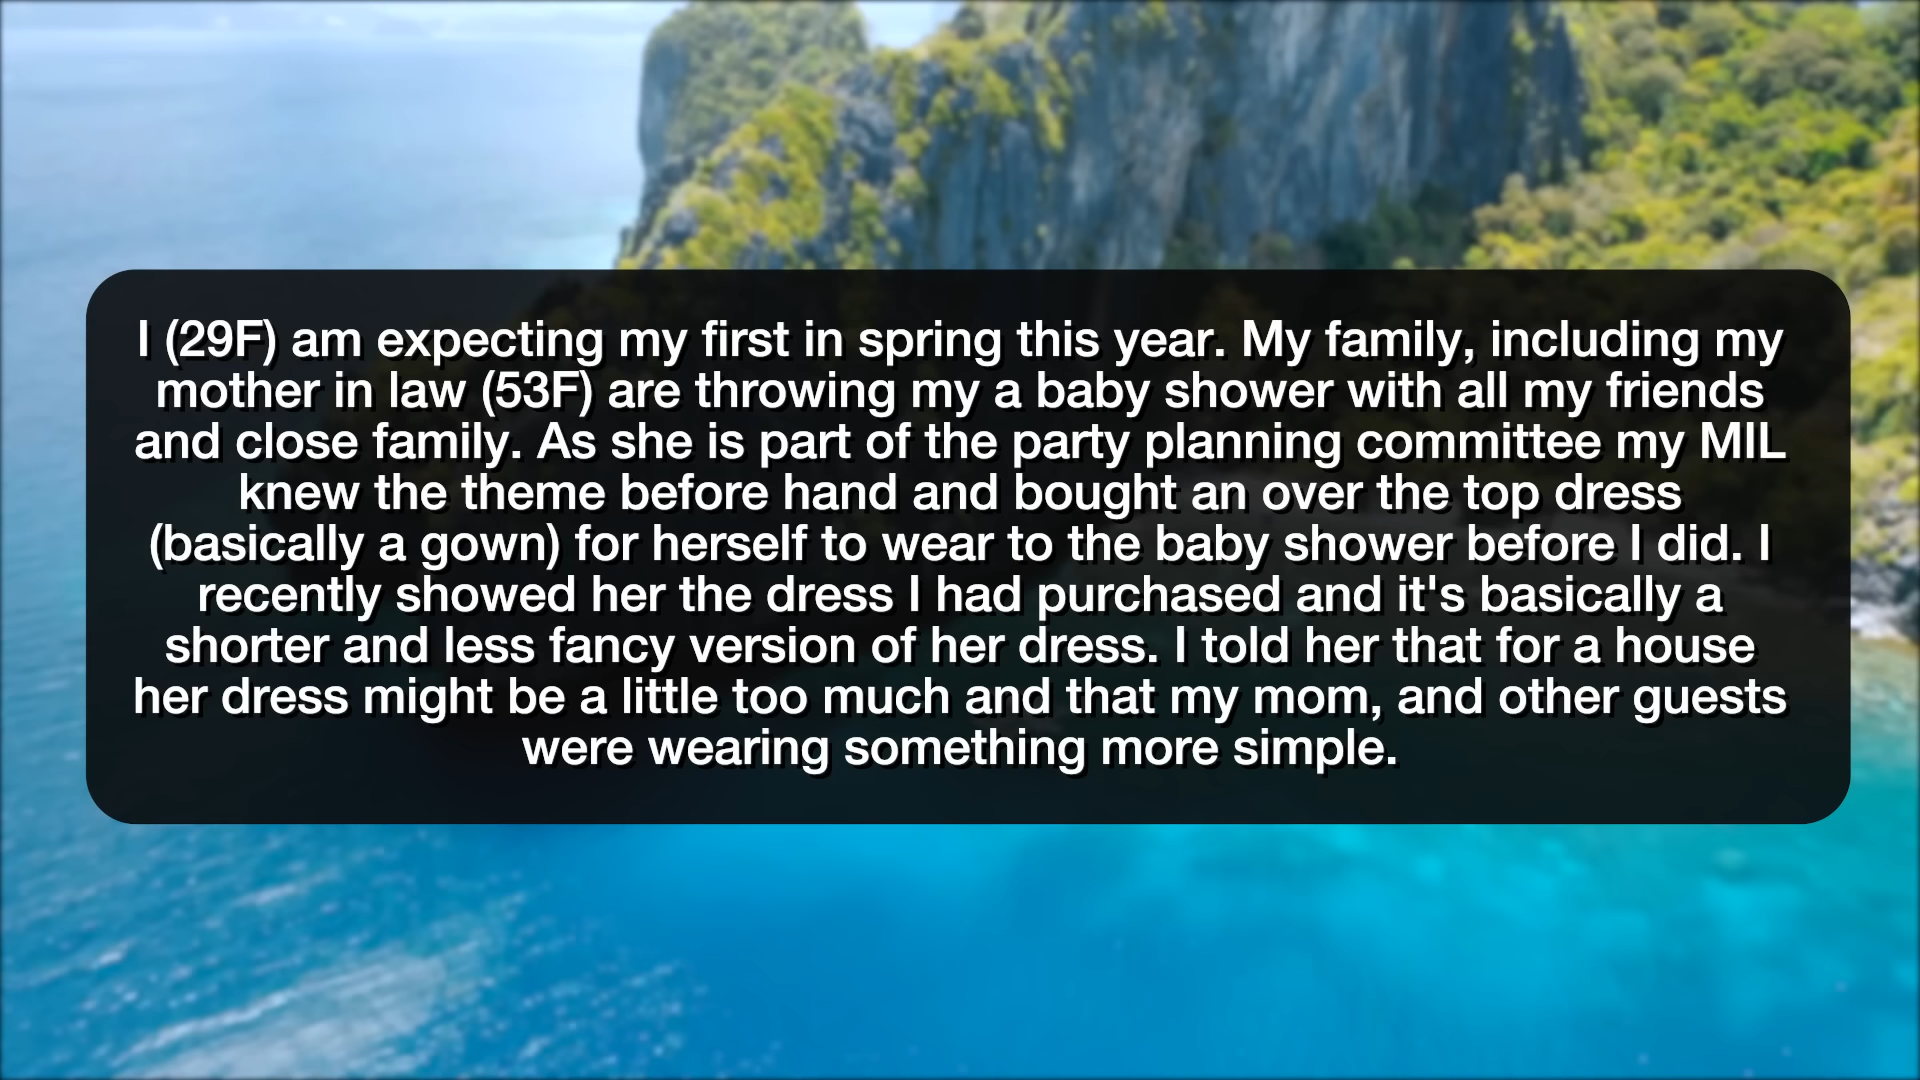 I (29F) am expecting my first in spring this year. My family, including my
mother in law (53F) are throwing my a baby shower with all my friends
and close family. As she is part of the party planning committee my MIL
knew the theme before hand and bought an over the top dress
(basically a gown) for herself to wear to the baby shower before I did. I
recently showed her the dress I had purchased and it's basically a
shorter and less fancy version of her dress. I told her that for a house
her dress might be a little too much and that my mom, and other guests
were wearing something more simple.